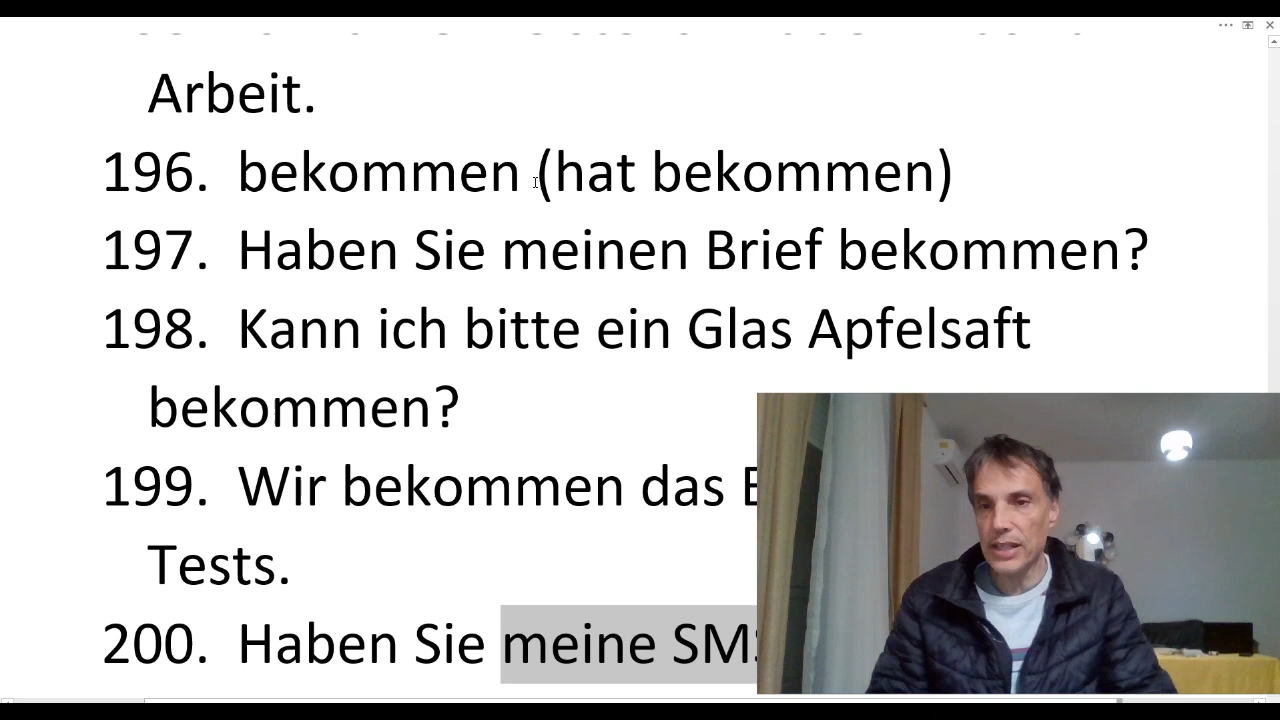 Arbeit.
196. bekommen (hat bekommen)
197. Haben Sie meinen Brief bekommen?
198. Kann ich bitte ein Glas Apfelsaft
bekommen?
199. Wir bekommen das
Tests.
200. Haben Sie meine